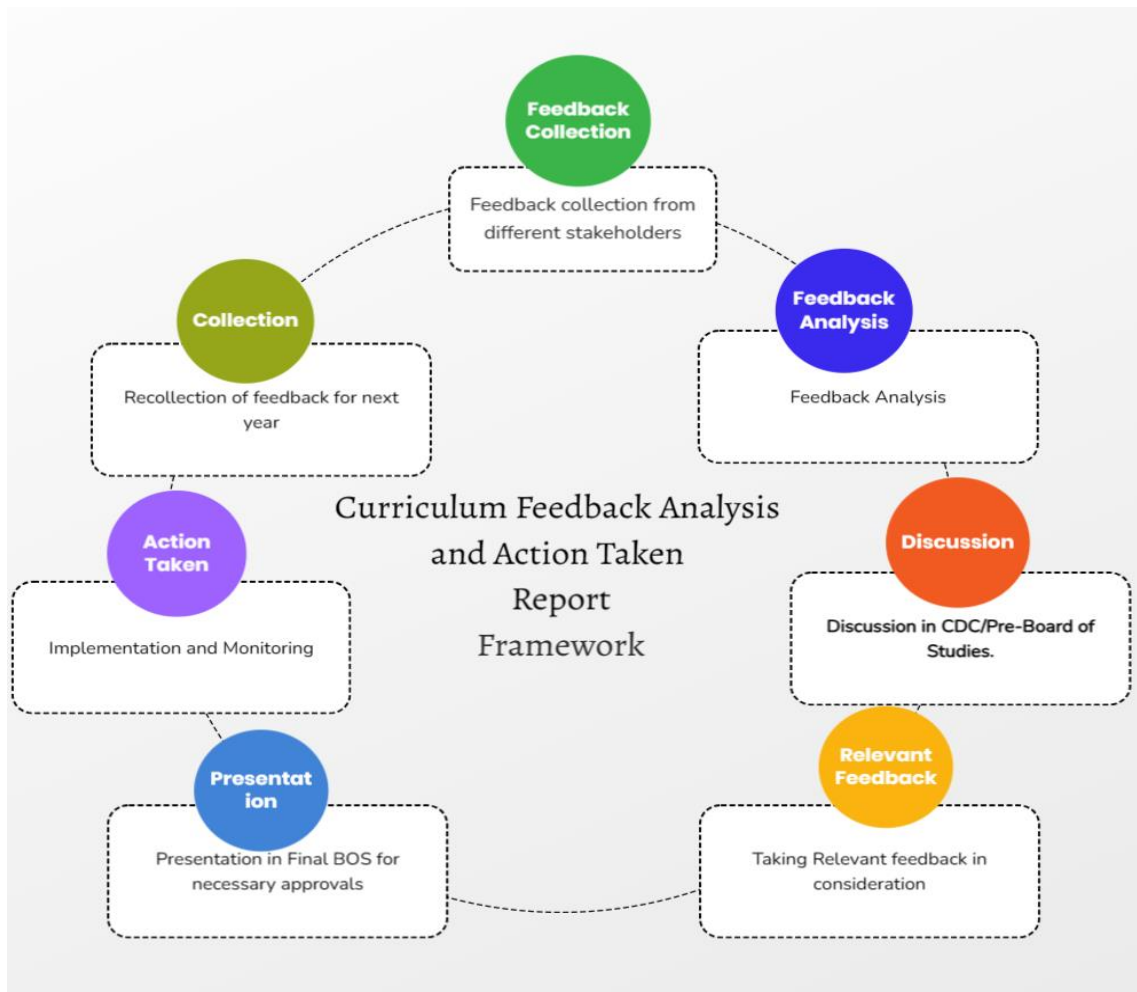 Feedback
Collection
Feedback collection from
different stakeholders
Feedback
Analysis
Feedback Analysis
Discussion
Discussion in CDC/Pre-Board of
Studies.
Relevant
Feedback
Taking Relevant feedback in
consideration
Presentat
ion
Presentation in Final BOS for
necessary approvals
Action
Taken
Implementation and Monitoring
Collection
Recollection of feedback for next
year
Curriculum Feedback Analysis
and Action Taken
Report
Framework